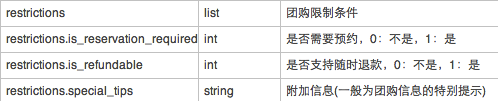 restrictions list 团购限制条件
restrictions.is_reservation_required int 是否需要预约，0：不是，1：是
restrictions.is_refundable int 是否支持随时退款，0：不是，1：是
restrictions.special_tips string 附加信息(一般为团购信息的特别提示)